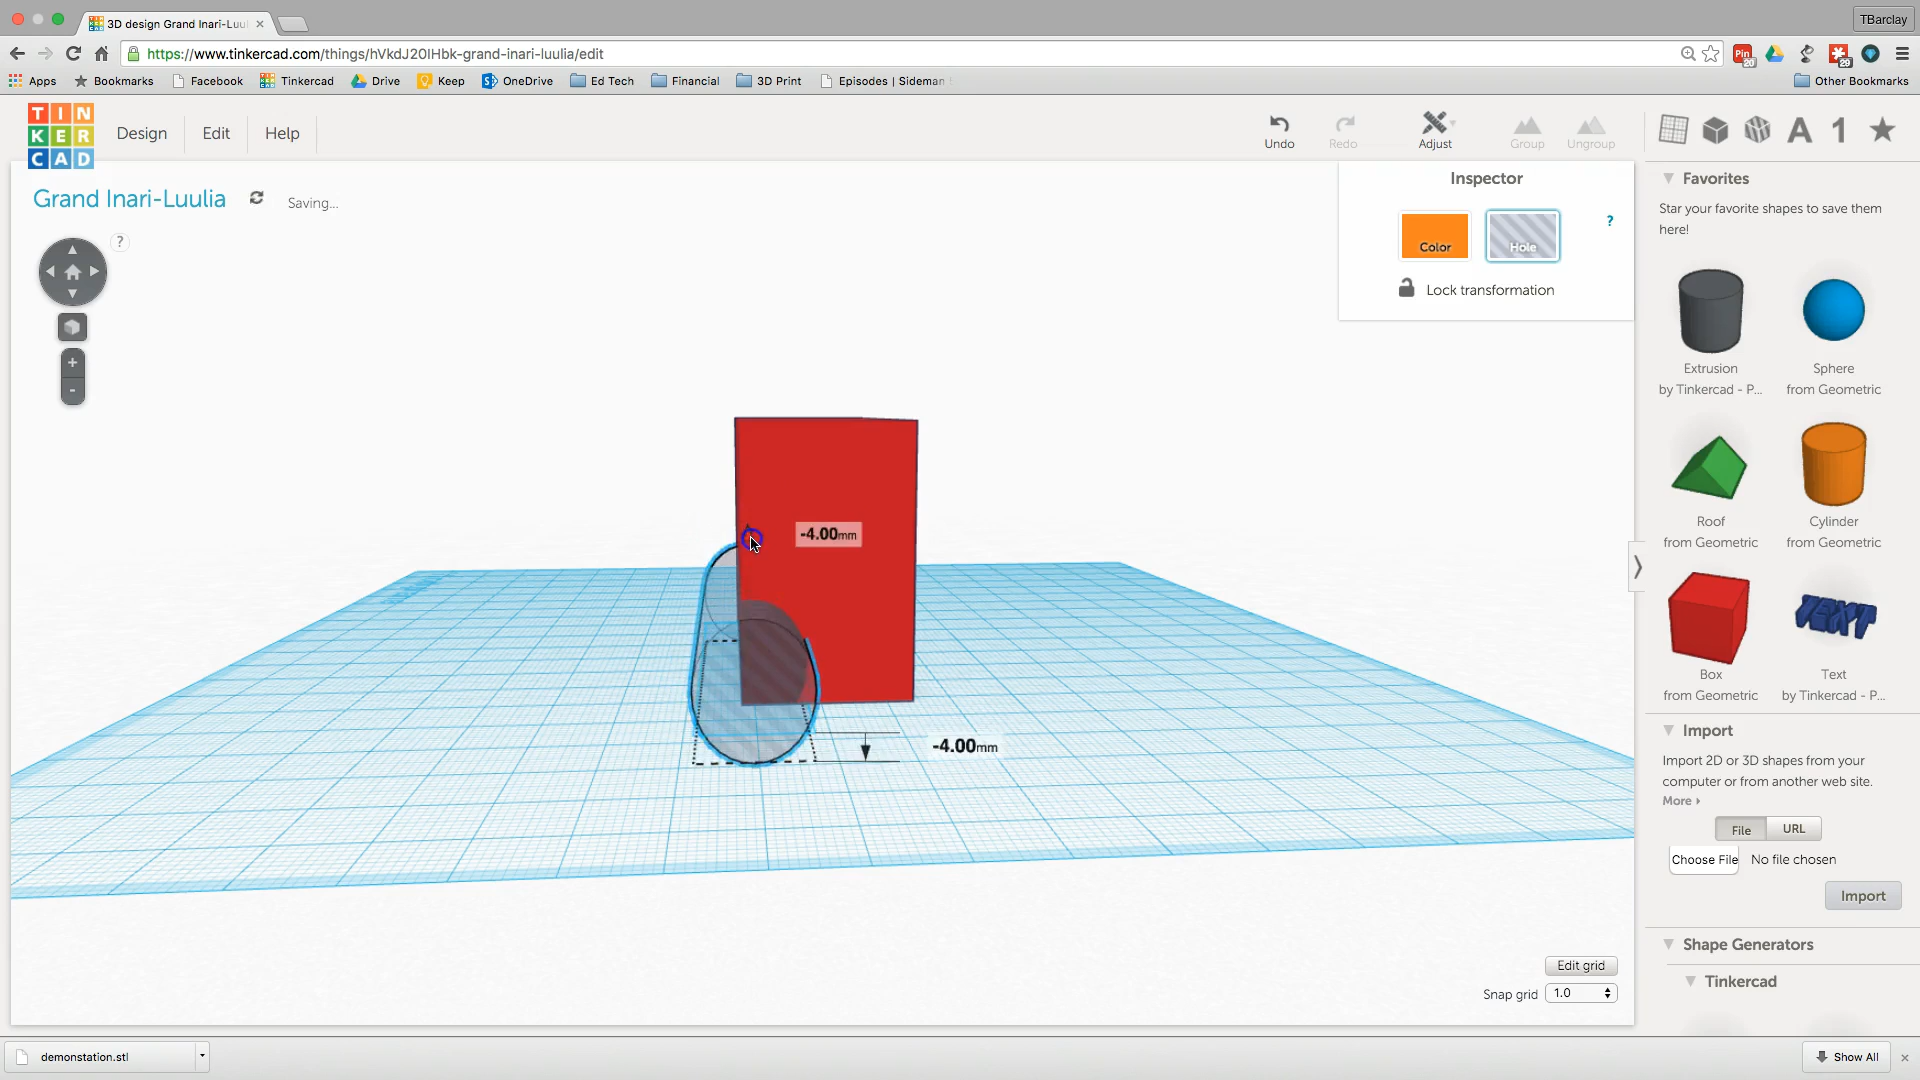 3D design Grand Inari-Luu
TBarclay
https://www.tinkercad.com/things/hVkdJ20IHbk-grand-inari-luulia/edit
Pin
20
29
Apps
Bookmarks
Facebook
Tinkercad
Drive
Keep
OneDrive
Ed Tech
Financial
3D Print
Episodes | Sideman
Other Bookmarks
TIN
KER
CAD
Design
Edit
Help
Undo
Redo
Adjust
Group
Ungroup
A
1
Grand Inari-Luulia
Saving...
?
+
-
Inspector
Color
Hole
?
Lock transformation
-4.00mm
-4.00mm
Edit grid
Snap grid
1.0
Favorites
Star your favorite shapes to save them
here!
Extrusion
by Tinkercad - P...
Sphere
from Geometric
Roof
from Geometric
Cylinder
from Geometric
Box
from Geometric
TEXT
Text
by Tinkercad - P...
Import
Import 2D or 3D shapes from your
computer or from another web site.
More
File
URL
Choose File
No file chosen
Import
Shape Generators
Tinkercad
demonstation.stl
Show All